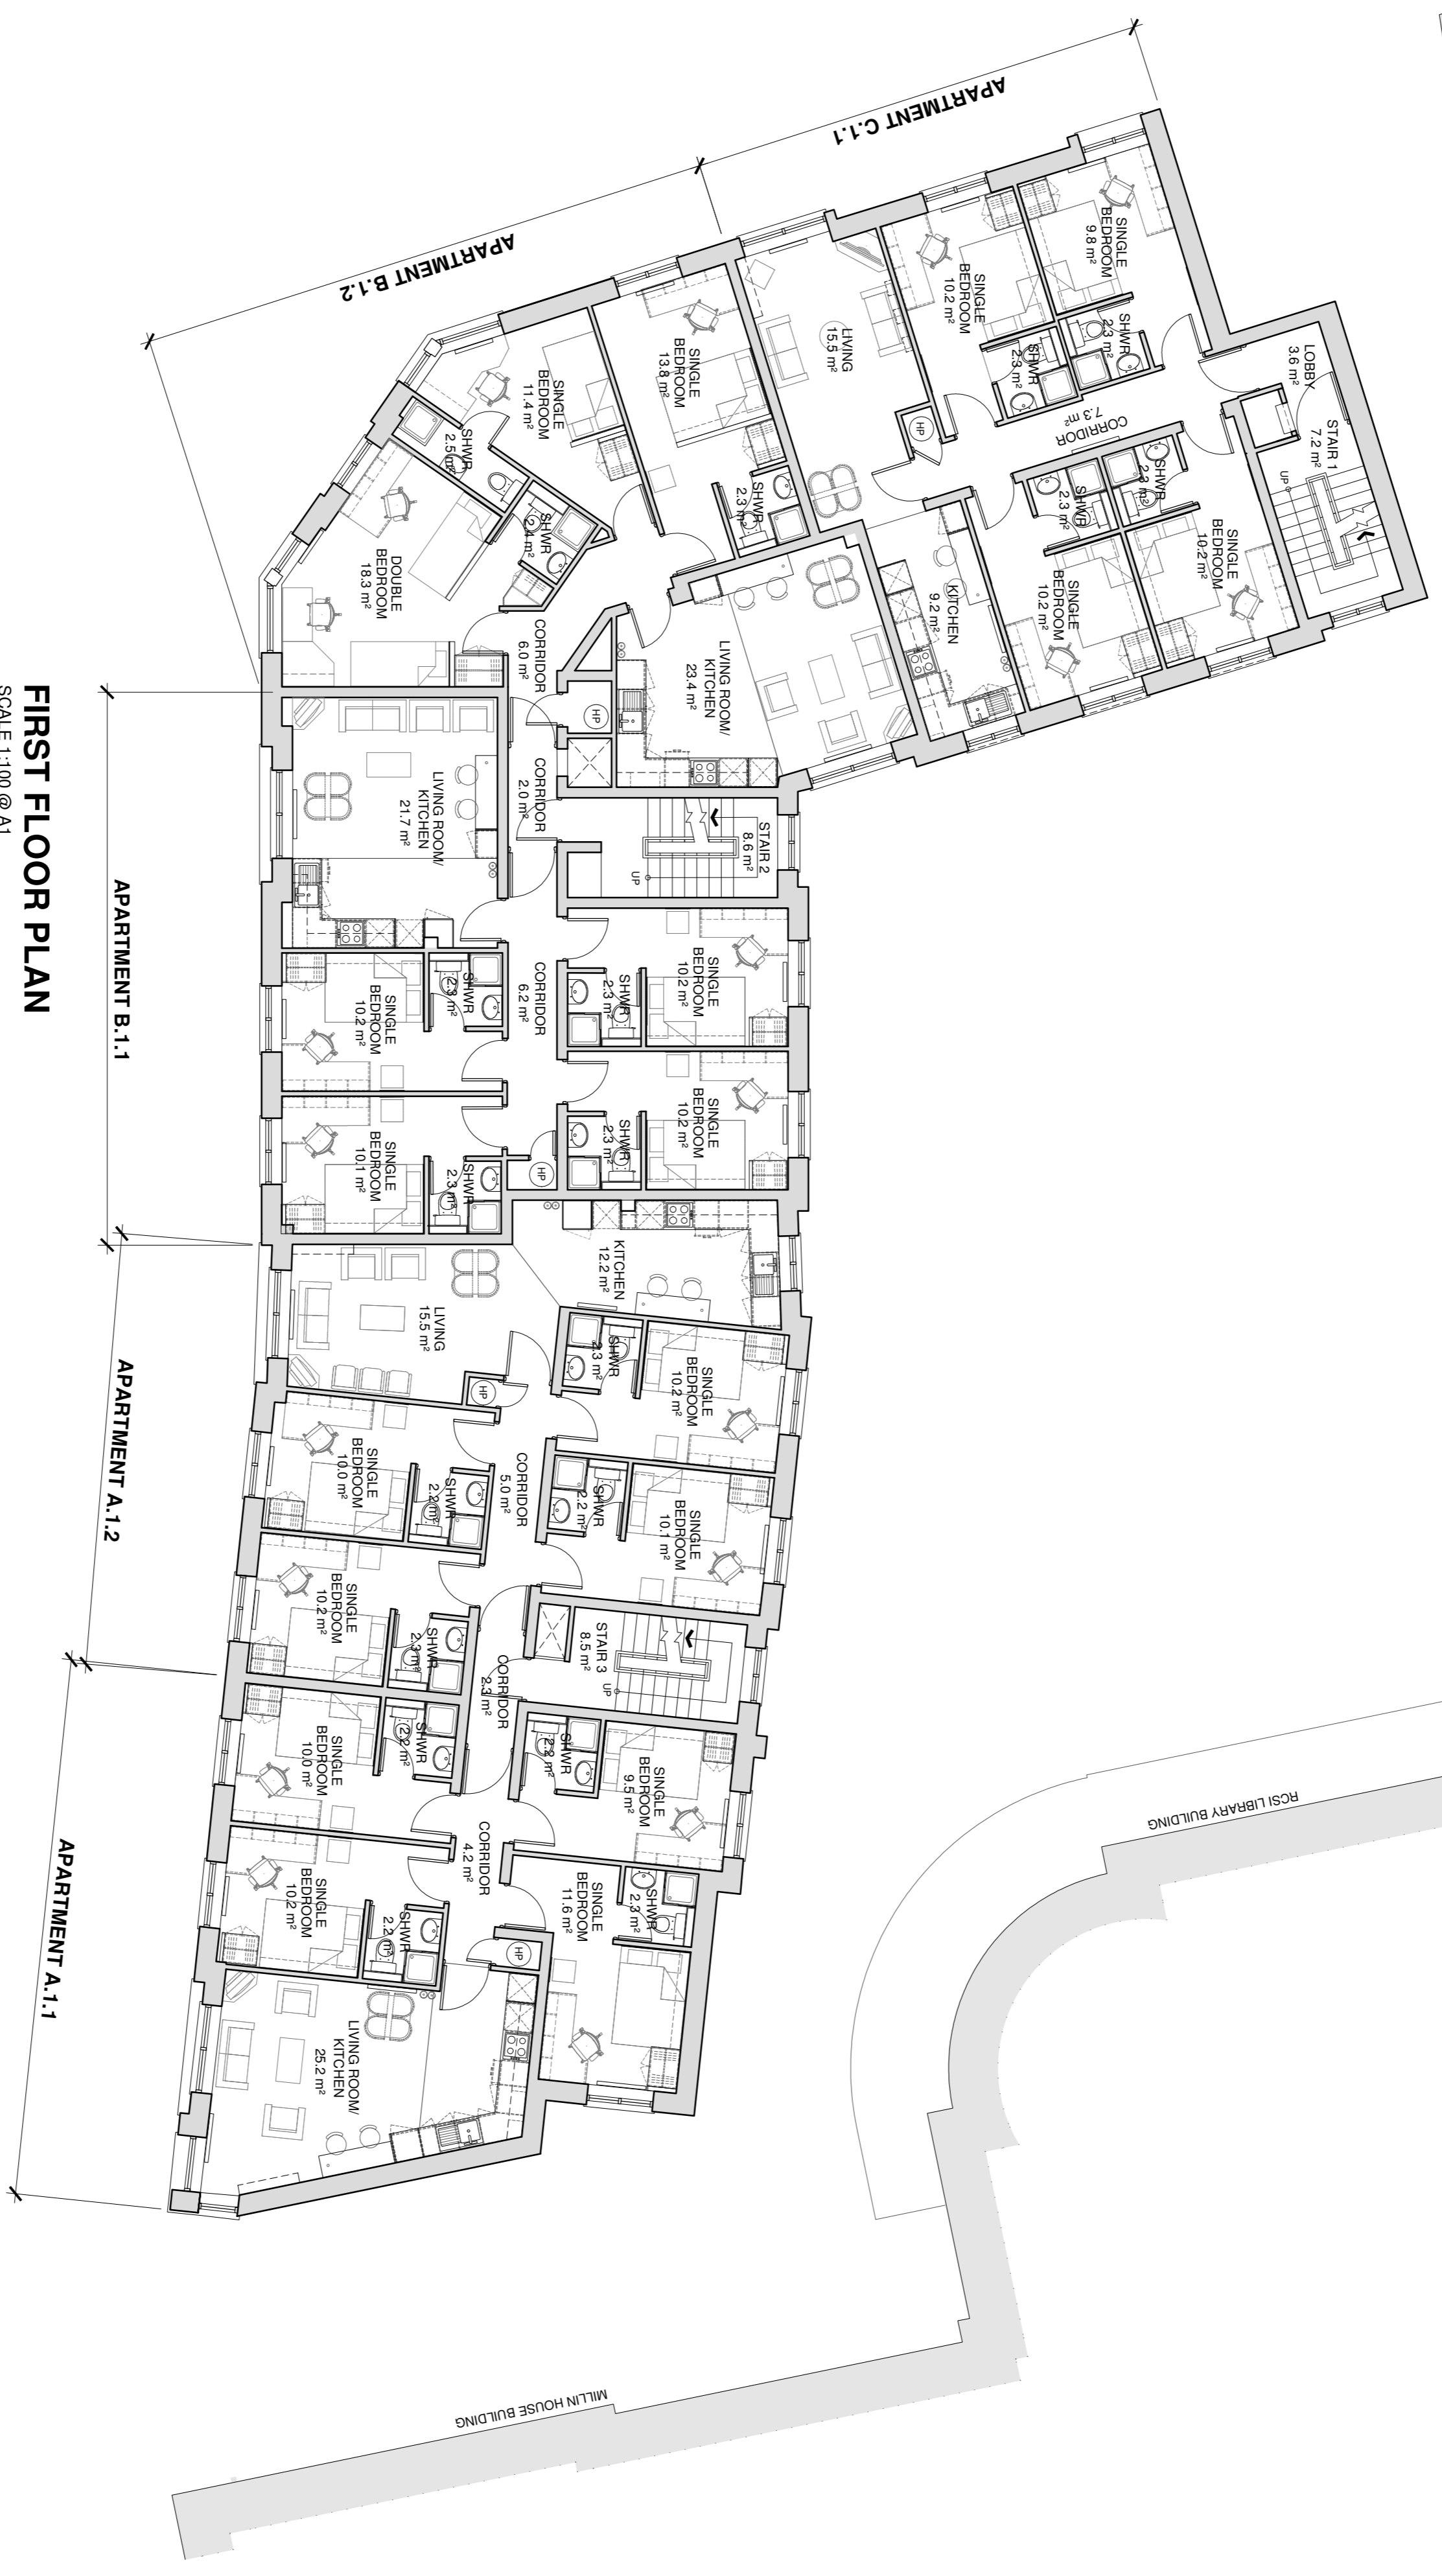 FIRST FLOOR PLAN
SCALE 1:100 @ A1
APARTMENT C.1.1
APARTMENT B.1.2
APARTMENT B.1.1
APARTMENT A.1.2
APARTMENT A.1.1
SINGLE
BEDROOM
9.8 m²
SHWR
2.3 m²
LOBBY
3.6 m²
STAIR 1
7.2 m²
UP
SINGLE
BEDROOM
10.2 m²
SHWR
2.3 m²
CORRIDOR
7.3 m²
HP
LIVING
15.5 m²
SHWR
2.3 m²
SINGLE
BEDROOM
10.2 m²
SHWR
2.3 m²
SINGLE
BEDROOM
10.2 m²
KITCHEN
9.2 m²
SINGLE
BEDROOM
13.8 m²
SHWR
2.3 m²
SINGLE
BEDROOM
11.4 m²
SHWR
2.5 m²
SHWR
2.4 m²
DOUBLE
BEDROOM
18.3 m²
CORRIDOR
6.0 m²
HP
LIVING ROOM/
KITCHEN
23.4 m²
CORRIDOR
2.0 m²
STAIR 2
8.6 m²
UP
LIVING ROOM/
KITCHEN
21.7 m²
CORRIDOR
6.2 m²
SINGLE
BEDROOM
10.2 m²
SHWR
2.3 m²
SINGLE
BEDROOM
10.2 m²
SHWR
2.3 m²
SINGLE
BEDROOM
10.2 m²
SHWR
2.3 m²
SINGLE
BEDROOM
10.1 m²
SHWR
2.3 m²
HP
KITCHEN
12.2 m²
LIVING
15.5 m²
HP
SINGLE
BEDROOM
10.2 m²
SHWR
2.3 m²
SINGLE
BEDROOM
10.1 m²
SHWR
2.2 m²
CORRIDOR
5.0 m²
SINGLE
BEDROOM
10.0 m²
SHWR
2.2 m²
SINGLE
BEDROOM
10.2 m²
SHWR
2.3 m²
STAIR 3
8.5 m²
UP
CORRIDOR
2.3 m²
SINGLE
BEDROOM
10.0 m²
SHWR
2.2 m²
SINGLE
BEDROOM
9.5 m²
SHWR
2.2 m²
CORRIDOR
4.2 m²
SINGLE
BEDROOM
11.6 m²
SHWR
2.3 m²
SINGLE
BEDROOM
10.2 m²
SHWR
2.2 m²
HP
LIVING ROOM/
KITCHEN
25.2 m²
RCSI LIBRARY BUILDING
MILLIN HOUSE BUILDING